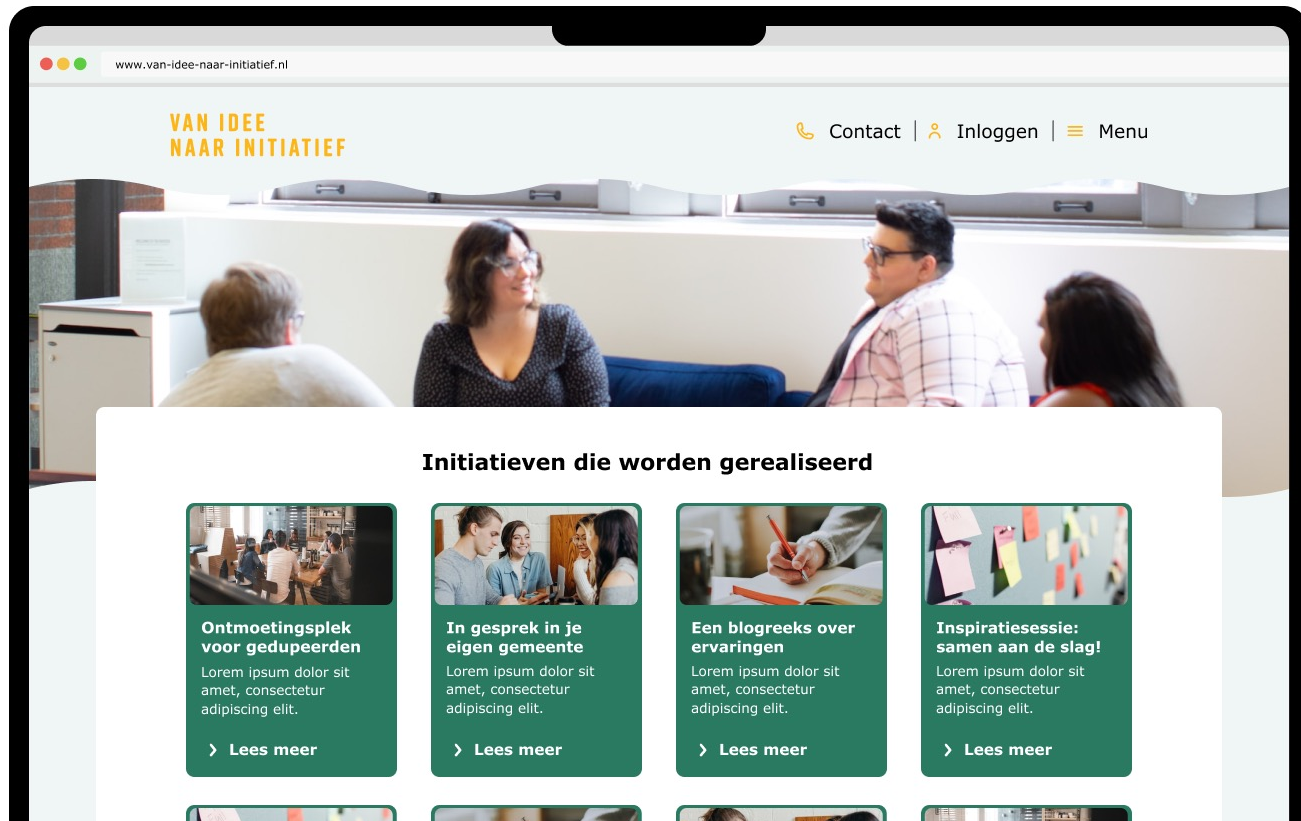 www.van-idee-naar-initiatief.nl
VAN IDEE
NAAR INITIATIEF
Contact
Inloggen
Menu
Initiatieven die worden gerealiseerd
Ontmoetingsplek
voor gedupeerden
Lorem ipsum dolor sit
amet, consectetur
adipiscing elit.
Lees meer
In gesprek in je
eigen gemeente
Lorem ipsum dolor sit
amet, consectetur
adipiscing elit.
Lees meer
Een blogreeks over
ervaringen
Lorem ipsum dolor sit
amet, consectetur
adipiscing elit.
Lees meer
Inspiratiesessie:
samen aan de slag!
Lorem ipsum dolor sit
amet, consectetur
adipiscing elit.
Lees meer